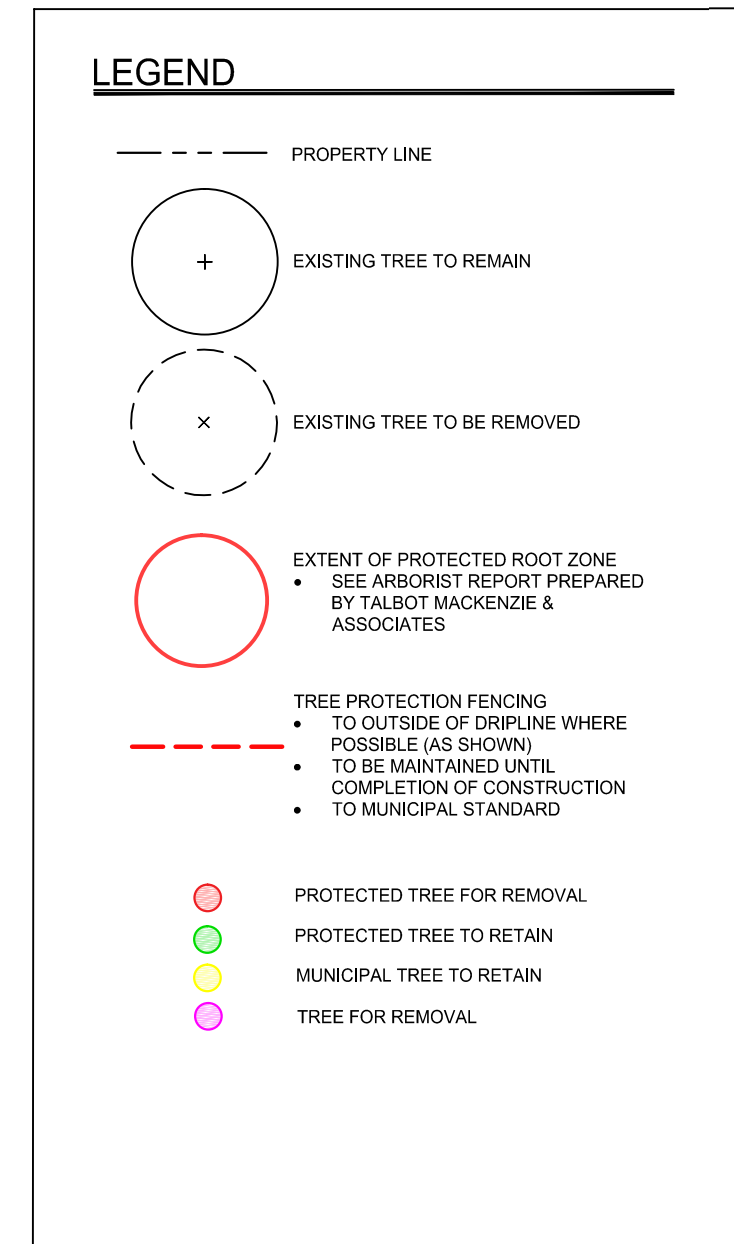 LEGEND
PROPERTY LINE
EXISTING TREE TO REMAIN
EXISTING TREE TO BE REMOVED
EXTENT OF PROTECTED ROOT ZONE
• SEE ARBORIST REPORT PREPARED
BY TALBOT MACKENZIE &
ASSOCIATES
TREE PROTECTION FENCING
• TO OUTSIDE OF DRIPLINE WHERE
POSSIBLE (AS SHOWN)
• TO BE MAINTAINED UNTIL
COMPLETION OF CONSTRUCTION
• TO MUNICIPAL STANDARD
PROTECTED TREE FOR REMOVAL
PROTECTED TREE TO RETAIN
MUNICIPAL TREE TO RETAIN
TREE FOR REMOVAL